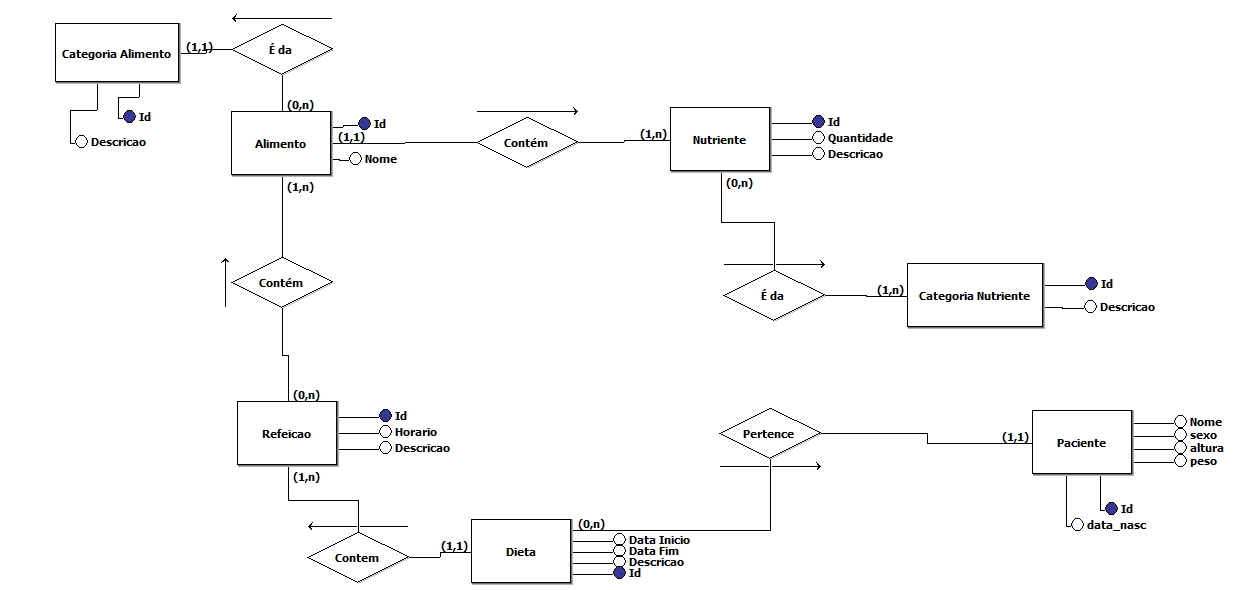 Categoria Alimento
(1,1)
É da
Id
Descricao
(0,n)
Alimento
Id
(1,1)
Nome
(1,n)
Contém
(1,n)
Nutriente
Id
Quantidade
Descricao
(0,n)
É da
(1,n)
Categoria Nutriente
Id
Descricao
Contém
(0,n)
Refeicao
Id
Horario
Descricao
(1,n)
Contem
(1,1)
Dieta
(0,n)
Data Inicio
Data Fim
Descricao
Id
Pertence
(1,1)
Paciente
Nome
sexo
altura
peso
Id
data_nasc